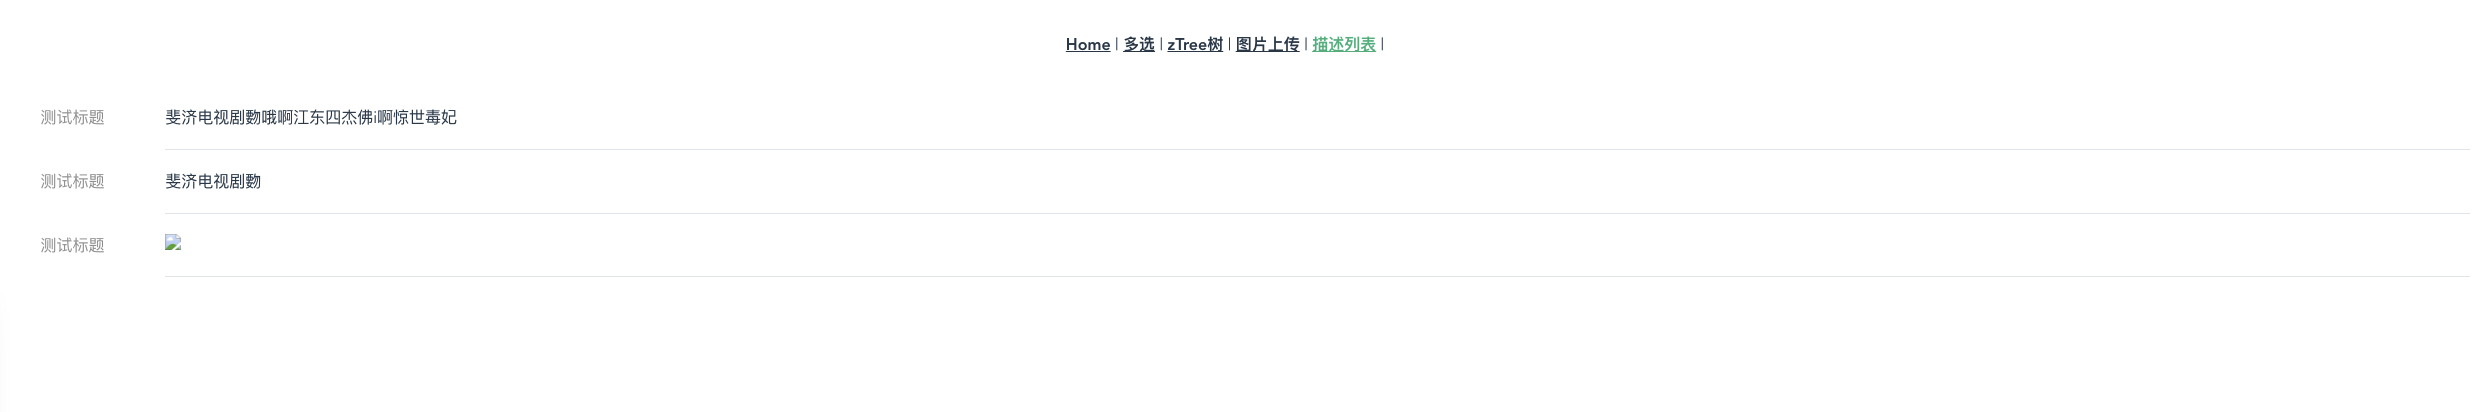 Home | 多选 | zTree树 | 图片上传 | 描述列表 |
测试标题 斐济电视剧覅哦啊江东四杰佛i啊惊世毒妃
测试标题 斐济电视剧覅
测试标题